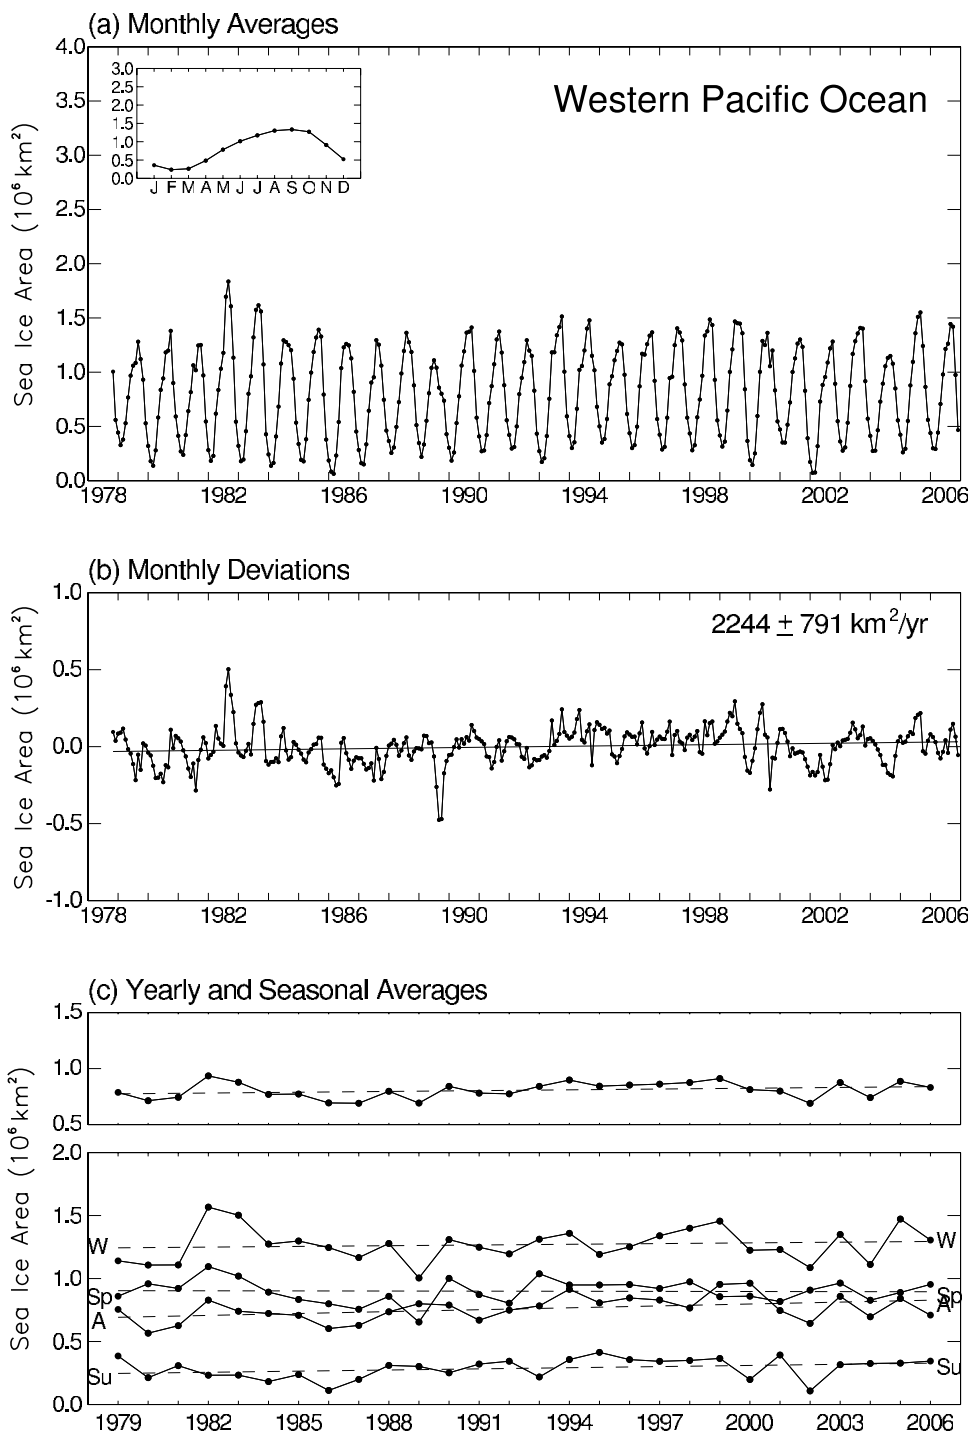 (a) Monthly Averages
Western Pacific Ocean
Sea Ice Area (10⁶ km²)
4.0
3.5
3.0
2.5
2.0
1.5
1.0
0.5
0.0
3.0
2.5
2.0
1.5
1.0
0.5
0.0
J F M A M J J A S O N D
1978 1982 1986 1990 1994 1998 2002 2006
(b) Monthly Deviations
2244 ± 791 km²/yr
Sea Ice Area (10⁶ km²)
1.0
0.5
0.0
-0.5
-1.0
1978 1982 1986 1990 1994 1998 2002 2006
(c) Yearly and Seasonal Averages
Sea Ice Area (10⁶ km²)
1.5
1.0
0.5
2.0
1.5
1.0
0.5
0.0
W W
Sp Sp
A A
Su Su
1979 1982 1985 1988 1991 1994 1997 2000 2003 2006